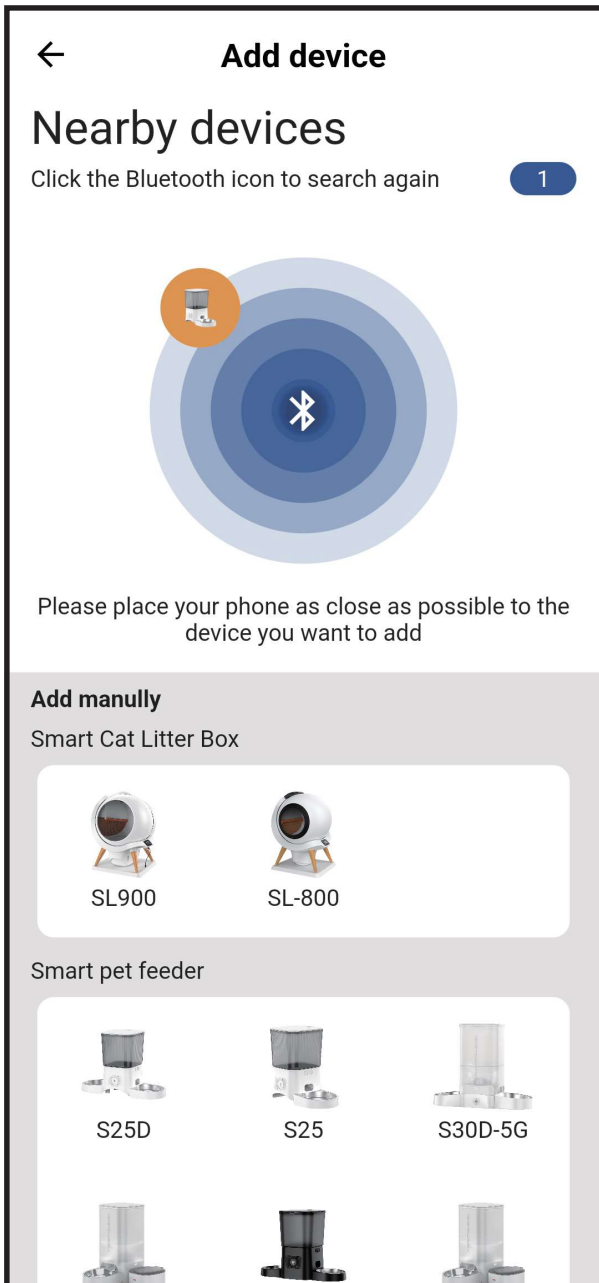 Add device
Nearby devices
Click the Bluetooth icon to search again
1
Please place your phone as close as possible to the
device you want to add
Add manully
Smart Cat Litter Box
SL900
SL-800
Smart pet feeder
S25D
S25
S30D-5G